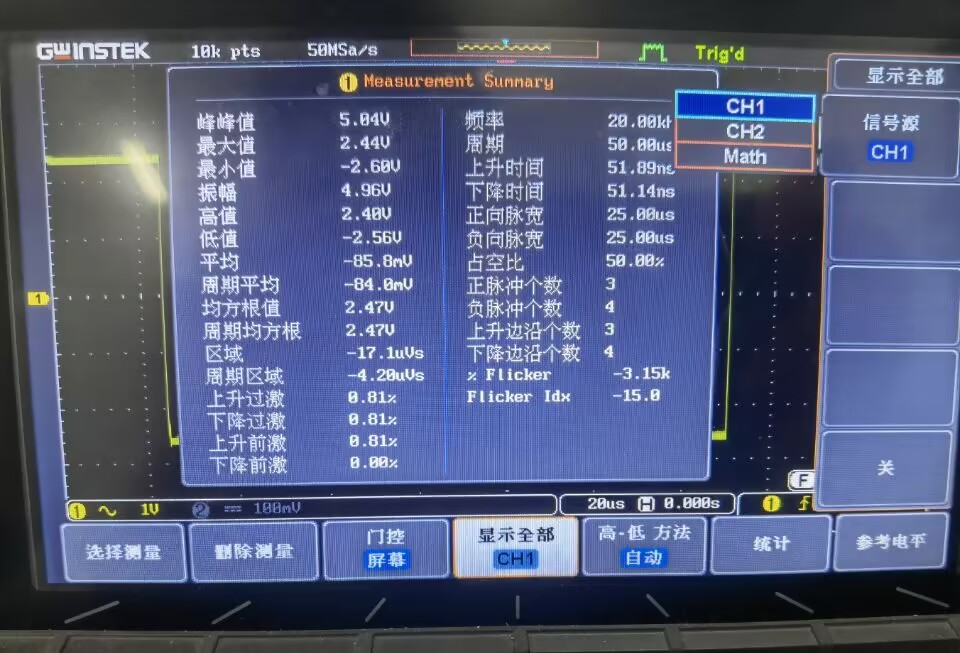 GWINSTEK 10k pts 50MSa/s Trig'd
1 Measurement Summary
显示全部
峰峰值 5.04V 频率 20.00k
CH1
信号源
最大值 2.44V 周期 50.00us
CH2
CH1
最小值 -2.60V 上升时间 51.89ns
Math
振幅 4.96V 下降时间 51.14ns
高值 2.40V 正向脉宽 25.00us
低值 -2.56V 负向脉宽 25.00us
平均 -85.8mV 占空比 50.00%
周期平均 -84.0mV 正脉冲个数 3
1
均方根值 2.47V 负脉冲个数 4
周期均方根 2.47V 上升边沿个数 3
区域 -17.1uVs 下降边沿个数 4
周期区域 -4.20uVs % Flicker -3.15k
上升过激 0.81% Flicker Idx -15.0
下降过激 0.81%
上升前激 0.81%
下降前激 0.00%
关
F
1 1V 2 100mV 20us H 0.000s 1
选择测量
删除测量
门控
屏幕
显示全部
CH1
高-低 方法
自动
统计
参考电平